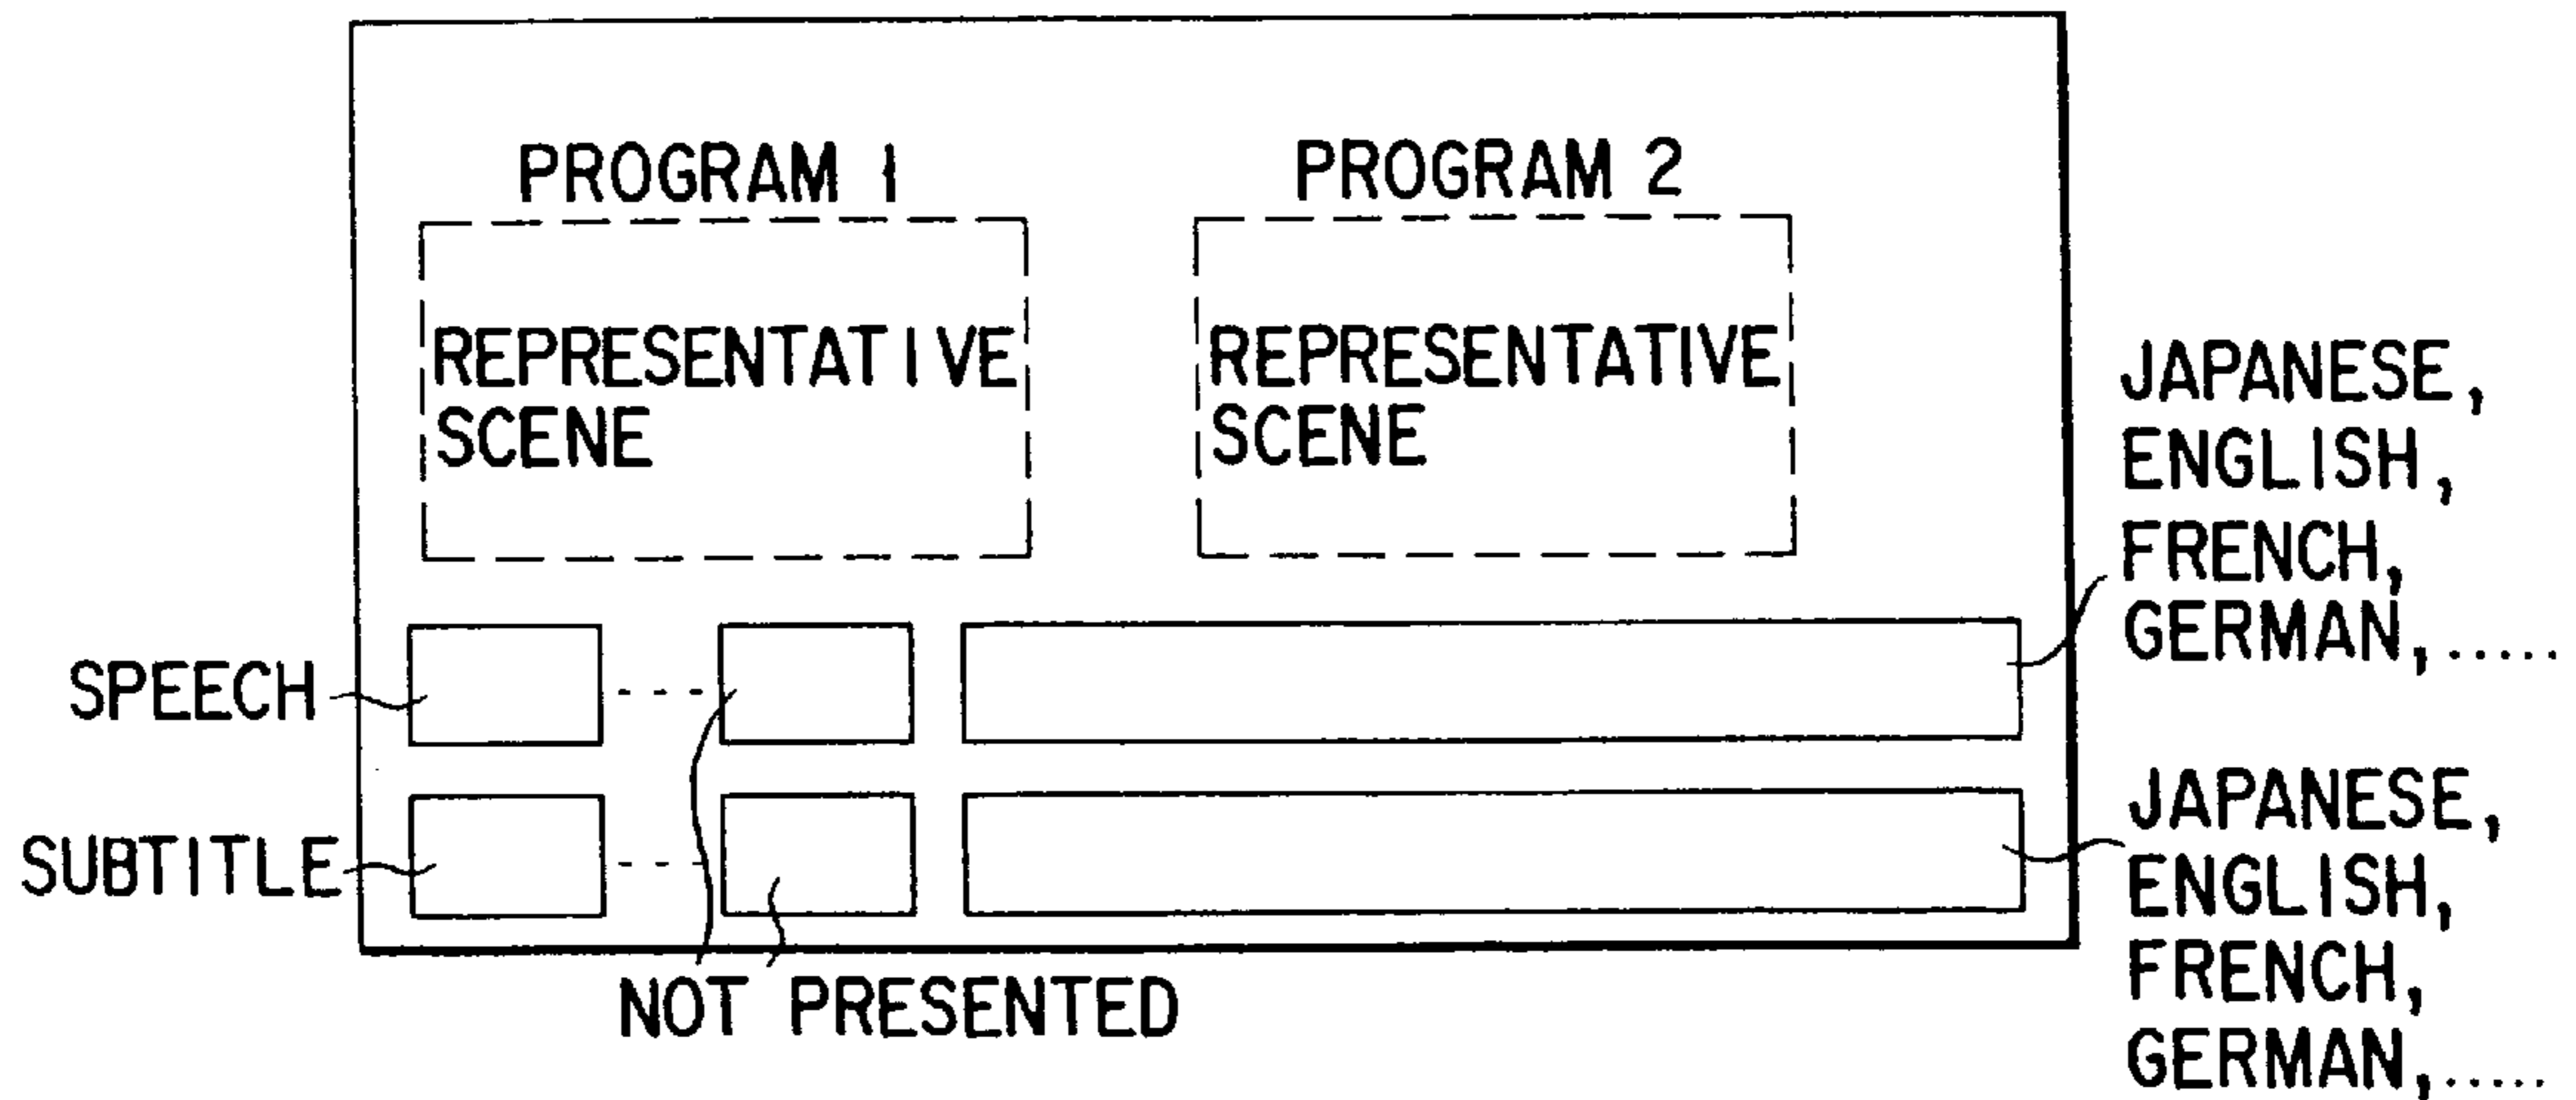 PROGRAM 1
PROGRAM 2
REPRESENTATIVE
SCENE
REPRESENTATIVE
SCENE
JAPANESE,
ENGLISH,
FRENCH,
GERMAN, .....
SPEECH
SUBTITLE
JAPANESE,
ENGLISH,
FRENCH,
GERMAN, .....
NOT PRESENTED